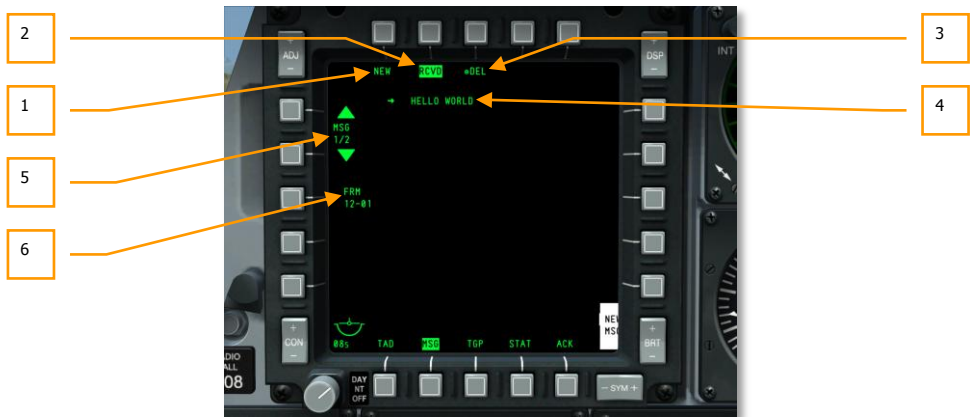 2
3
1
4
5
6
+
ADJ
-
+
DSP
-
INT
NEW RCVD DEL
HELLO WORLD
MSG
1/2
FRM
12-01
NEW
MSG
08s TAD MSG TGP STAT ACK
+
CON
-
+
BRT
-
DAY
NT
OFF
- SYM +
08